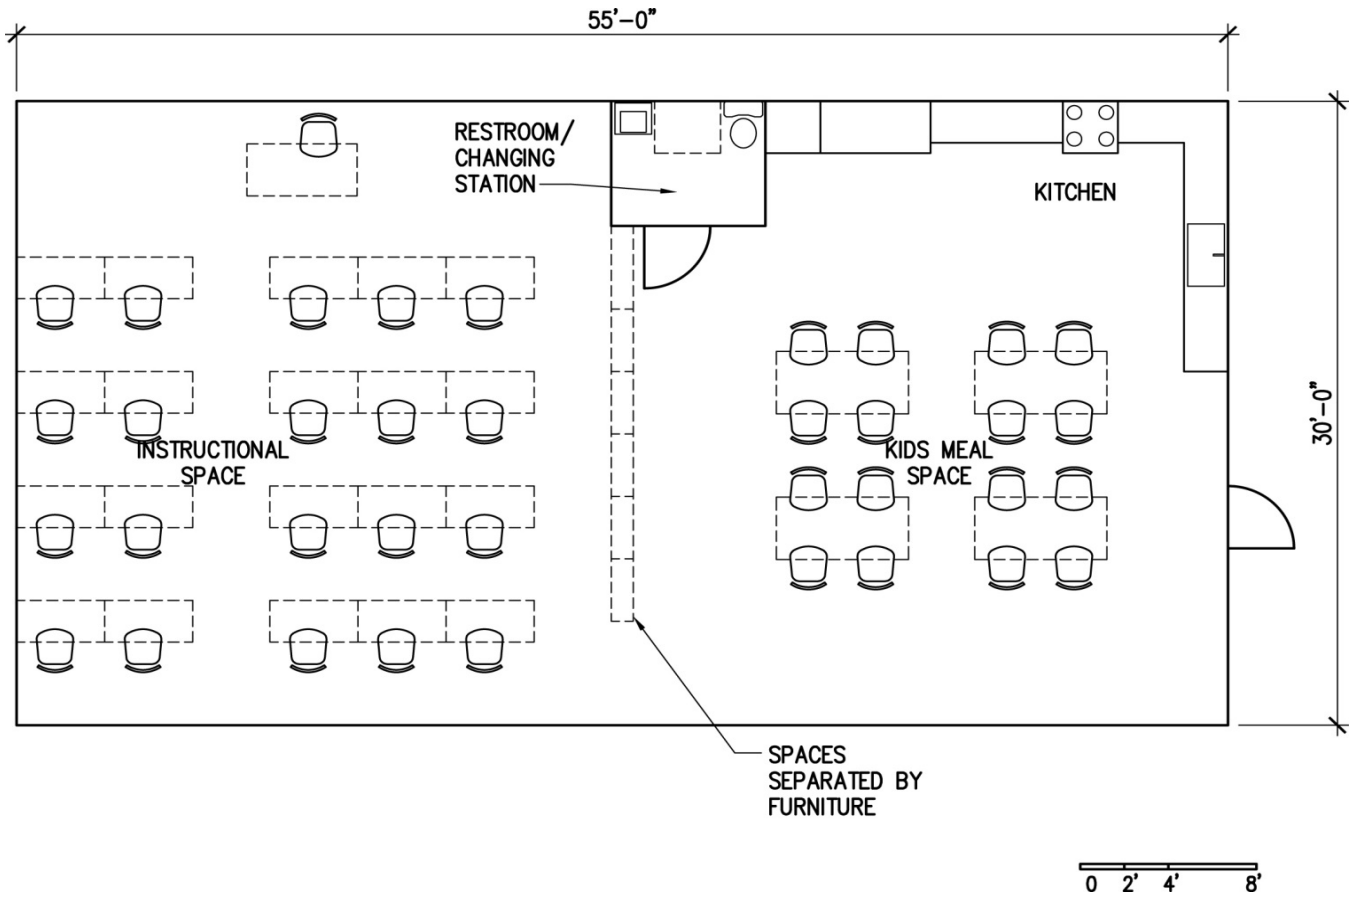 55'-0"
RESTROOM/
CHANGING
STATION
KITCHEN
30'-0"
INSTRUCTIONAL
SPACE
KIDS MEAL
SPACE
SPACES
SEPARATED BY
FURNITURE
0 2' 4' 8'